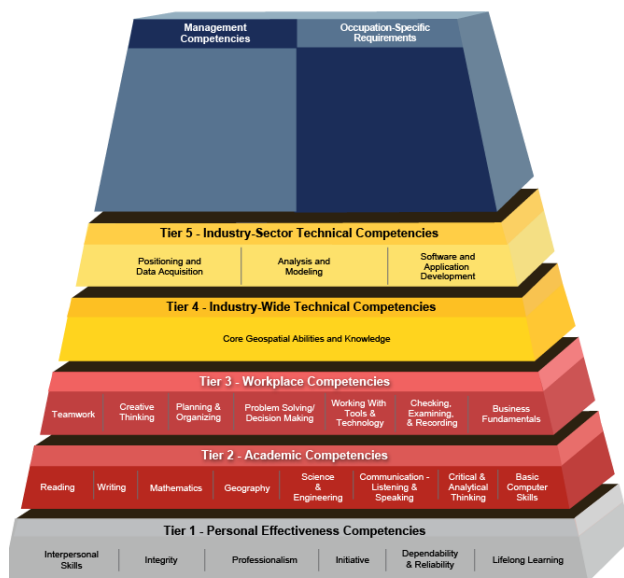 Management
Competencies
Occupation-Specific
Requirements
Tier 5 - Industry-Sector Technical Competencies
Positioning and
Data Acquisition
Analysis and
Modeling
Software and
Application
Development
Tier 4 - Industry-Wide Technical Competencies
Core Geospatial Abilities and Knowledge
Tier 3 - Workplace Competencies
Teamwork
Creative
Thinking
Planning &
Organizing
Problem Solving/
Decision Making
Working With
Tools &
Technology
Checking,
Examining,
& Recording
Business
Fundamentals
Tier 2 - Academic Competencies
Reading
Writing
Mathematics
Geography
Science
&
Engineering
Communication -
Listening &
Speaking
Critical &
Analytical
Thinking
Basic
Computer
Skills
Tier 1 - Personal Effectiveness Competencies
Interpersonal
Skills
Integrity
Professionalism
Initiative
Dependability
& Reliability
Lifelong Learning